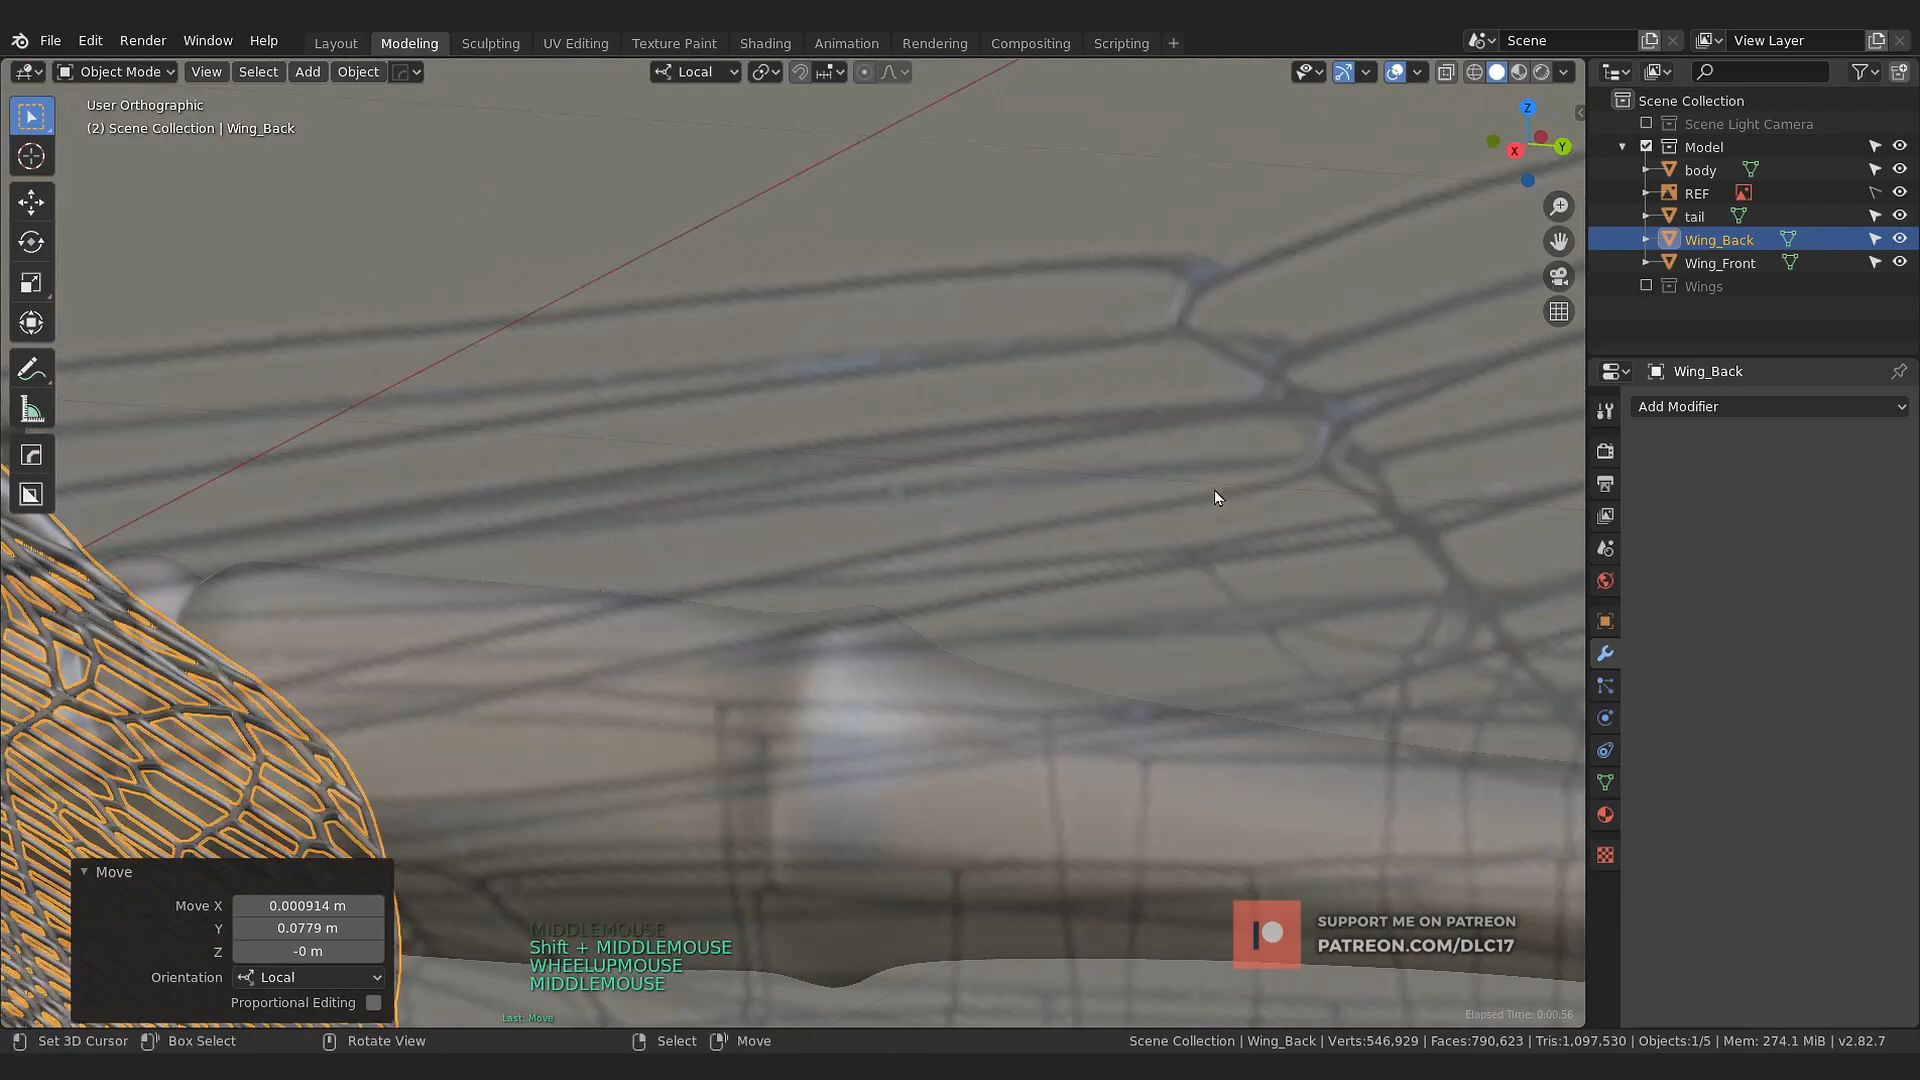 File Edit Render Window Help
Layout Modeling Sculpting UV Editing Texture Paint Shading Animation Rendering Compositing Scripting +
Scene
View Layer
Object Mode View Select Add Object
Local
User Orthographic
(2) Scene Collection | Wing_Back
Z
Y
X
Scene Collection
Scene Light Camera
Model
body
REF
tail
Wing_Back
Wing_Front
Wings
Wing_Back
Add Modifier
Move
Move X 0.000914 m
Y 0.0779 m
Z -0 m
Orientation Local
Proportional Editing
MIDDLEMOUSE
Shift + MIDDLEMOUSE
WHEELUPMOUSE
MIDDLEMOUSE
Last: Move
SUPPORT ME ON PATREON
PATREON.COM/DLC17
Elapsed Time: 0:00:56
Set 3D Cursor Box Select Rotate View Select Move
Scene Collection | Wing_Back | Verts:546,929 | Faces:790,623 | Tris:1,097,530 | Objects:1/5 | Mem: 274.1 MiB | v2.82.7